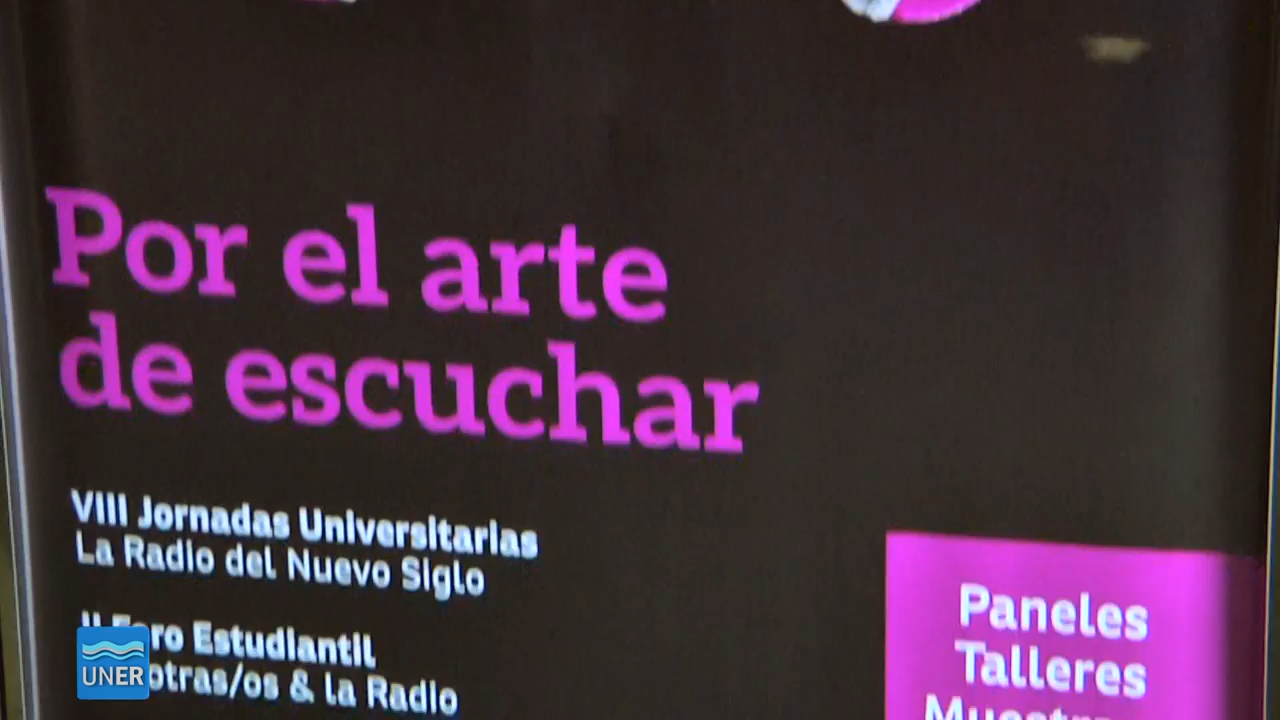 Por el arte
de escuchar
VIII Jornadas Universitarias
La Radio del Nuevo Siglo
Foro Estudiantil
& la Radio
UNER
Paneles
Talleres